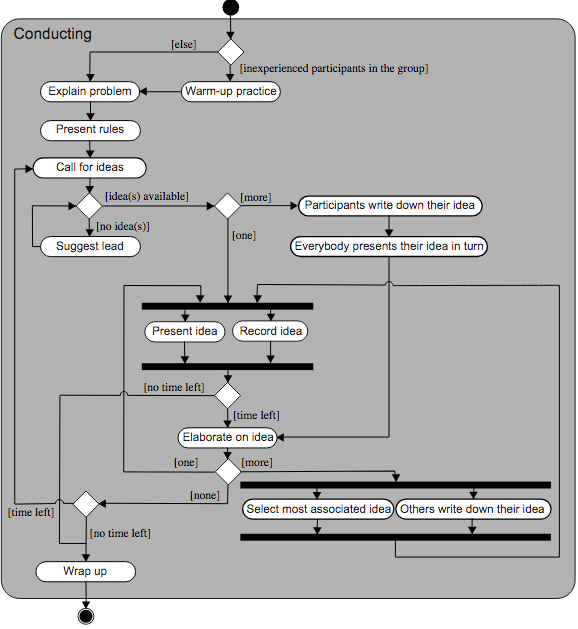 Conducting
[else]
[inexperienced participants in the group]
Explain problem
Warm-up practice
Present rules
Call for ideas
[idea(s) available]
[more]
Participants write down their idea
[no idea(s)]
[one]
Suggest lead
Everybody presents their idea in turn
Present idea
Record idea
[no time left]
[time left]
Elaborate on idea
[one]
[more]
[none]
[time left]
Select most associated idea
Others write down their idea
[no time left]
Wrap up